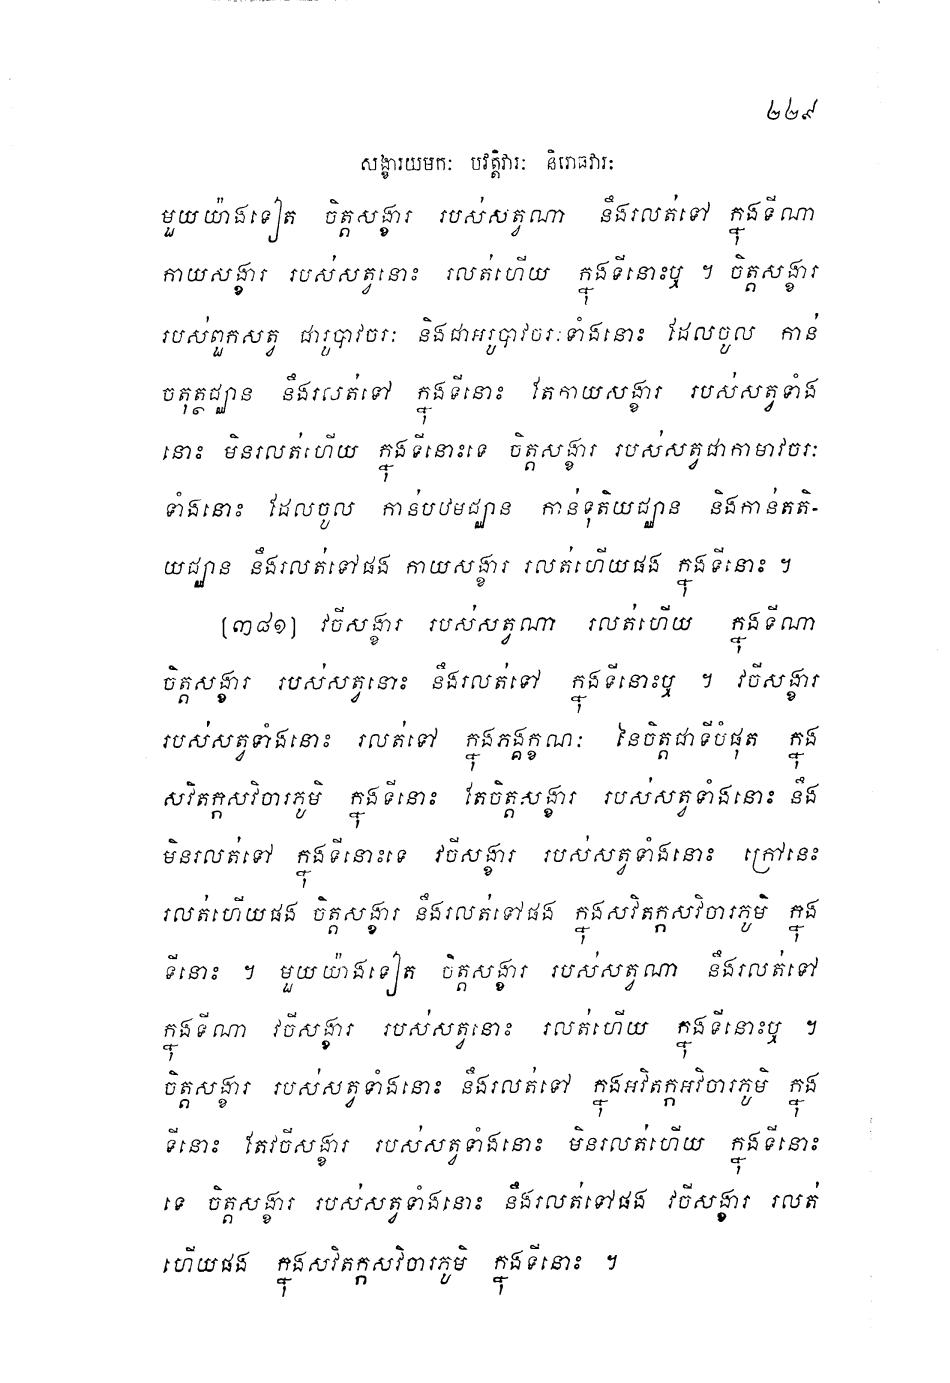 ២២៩
សង្ខារយមកៈ បវត្តិវារៈ និរោធវារៈ
មួយយ៉ាងទៀត ចិត្តសង្ខារ របស់សត្វណា នឹងរលត់ទៅ ក្នុងទីណា
កាយសង្ខារ របស់សត្វនោះ រលត់ហើយ ក្នុងទីនោះឬ ។ ចិត្តសង្ខារ
របស់ពួកសត្វ ជារូបាវចរៈ និងជាអរូបាវចរៈទាំងនោះ ដែលចូល កាន់
ចតុត្ថជ្ឈាន នឹងរលត់ទៅ ក្នុងទីនោះ តែកាយសង្ខារ របស់សត្វទាំង
នោះ មិនរលត់ហើយ ក្នុងទីនោះទេ ចិត្តសង្ខារ របស់សត្វជាកាមាវចរៈ
ទាំងនោះ ដែលចូល កាន់បឋមជ្ឈាន កាន់ទុតិយជ្ឈាន និងកាន់តតិ-
យជ្ឈាន នឹងរលត់ទៅផង កាយសង្ខារ រលត់ហើយផង ក្នុងទីនោះ ។
(៣៨១) វចីសង្ខារ របស់សត្វណា រលត់ហើយ ក្នុងទីណា
ចិត្តសង្ខារ របស់សត្វនោះ នឹងរលត់ទៅ ក្នុងទីនោះឬ ។ វចីសង្ខារ
របស់សត្វទាំងនោះ រលត់ទៅ ក្នុងភង្គក្ខណៈ នៃចិត្តជាទីបំផុត ក្នុង
សវិតក្កសវិចារភូមិ ក្នុងទីនោះ តែចិត្តសង្ខារ របស់សត្វទាំងនោះ នឹង
មិនរលត់ទៅ ក្នុងទីនោះទេ វចីសង្ខារ របស់សត្វទាំងនោះ ក្រៅនេះ
រលត់ហើយផង ចិត្តសង្ខារ នឹងរលត់ទៅផង ក្នុងសវិតក្កសវិចារភូមិ ក្នុង
ទីនោះ ។ មួយយ៉ាងទៀត ចិត្តសង្ខារ របស់សត្វណា នឹងរលត់ទៅ
ក្នុងទីណា វចីសង្ខារ របស់សត្វនោះ រលត់ហើយ ក្នុងទីនោះឬ ។
ចិត្តសង្ខារ របស់សត្វទាំងនោះ នឹងរលត់ទៅ ក្នុងអវិតក្កអវិចារភូមិ ក្នុង
ទីនោះ តែវចីសង្ខារ របស់សត្វទាំងនោះ មិនរលត់ហើយ ក្នុងទីនោះ
ទេ ចិត្តសង្ខារ របស់សត្វទាំងនោះ នឹងរលត់ទៅផង វចីសង្ខារ រលត់
ហើយផង ក្នុងសវិតក្កសវិចារភូមិ ក្នុងទីនោះ ។